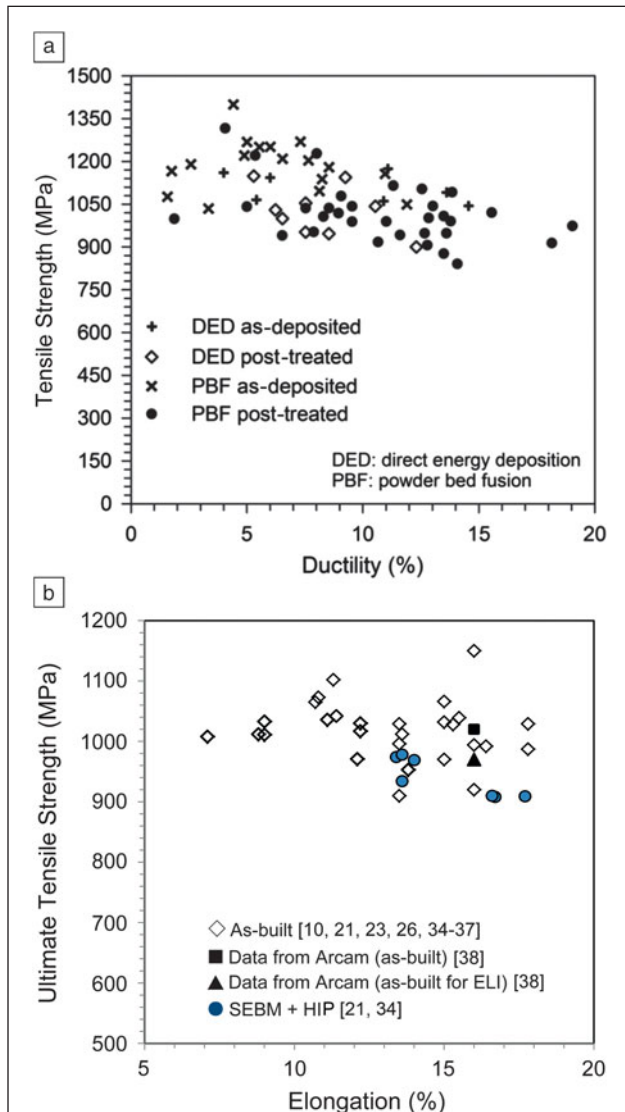 a
1500
1350
1200
1050
900
750
600
450
300
150
0
Tensile Strength (MPa)
DED as-deposited
DED post-treated
PBF as-deposited
PBF post-treated
DED: direct energy deposition
PBF: powder bed fusion
0 5 10 15 20
Ductility (%)
b
1200
1100
1000
900
800
700
600
500
Ultimate Tensile Strength (MPa)
As-built [10, 21, 23, 26, 34-37]
Data from Arcam (as-built) [38]
Data from Arcam (as-built for ELI) [38]
SEBM + HIP [21, 34]
5 10 15 20
Elongation (%)